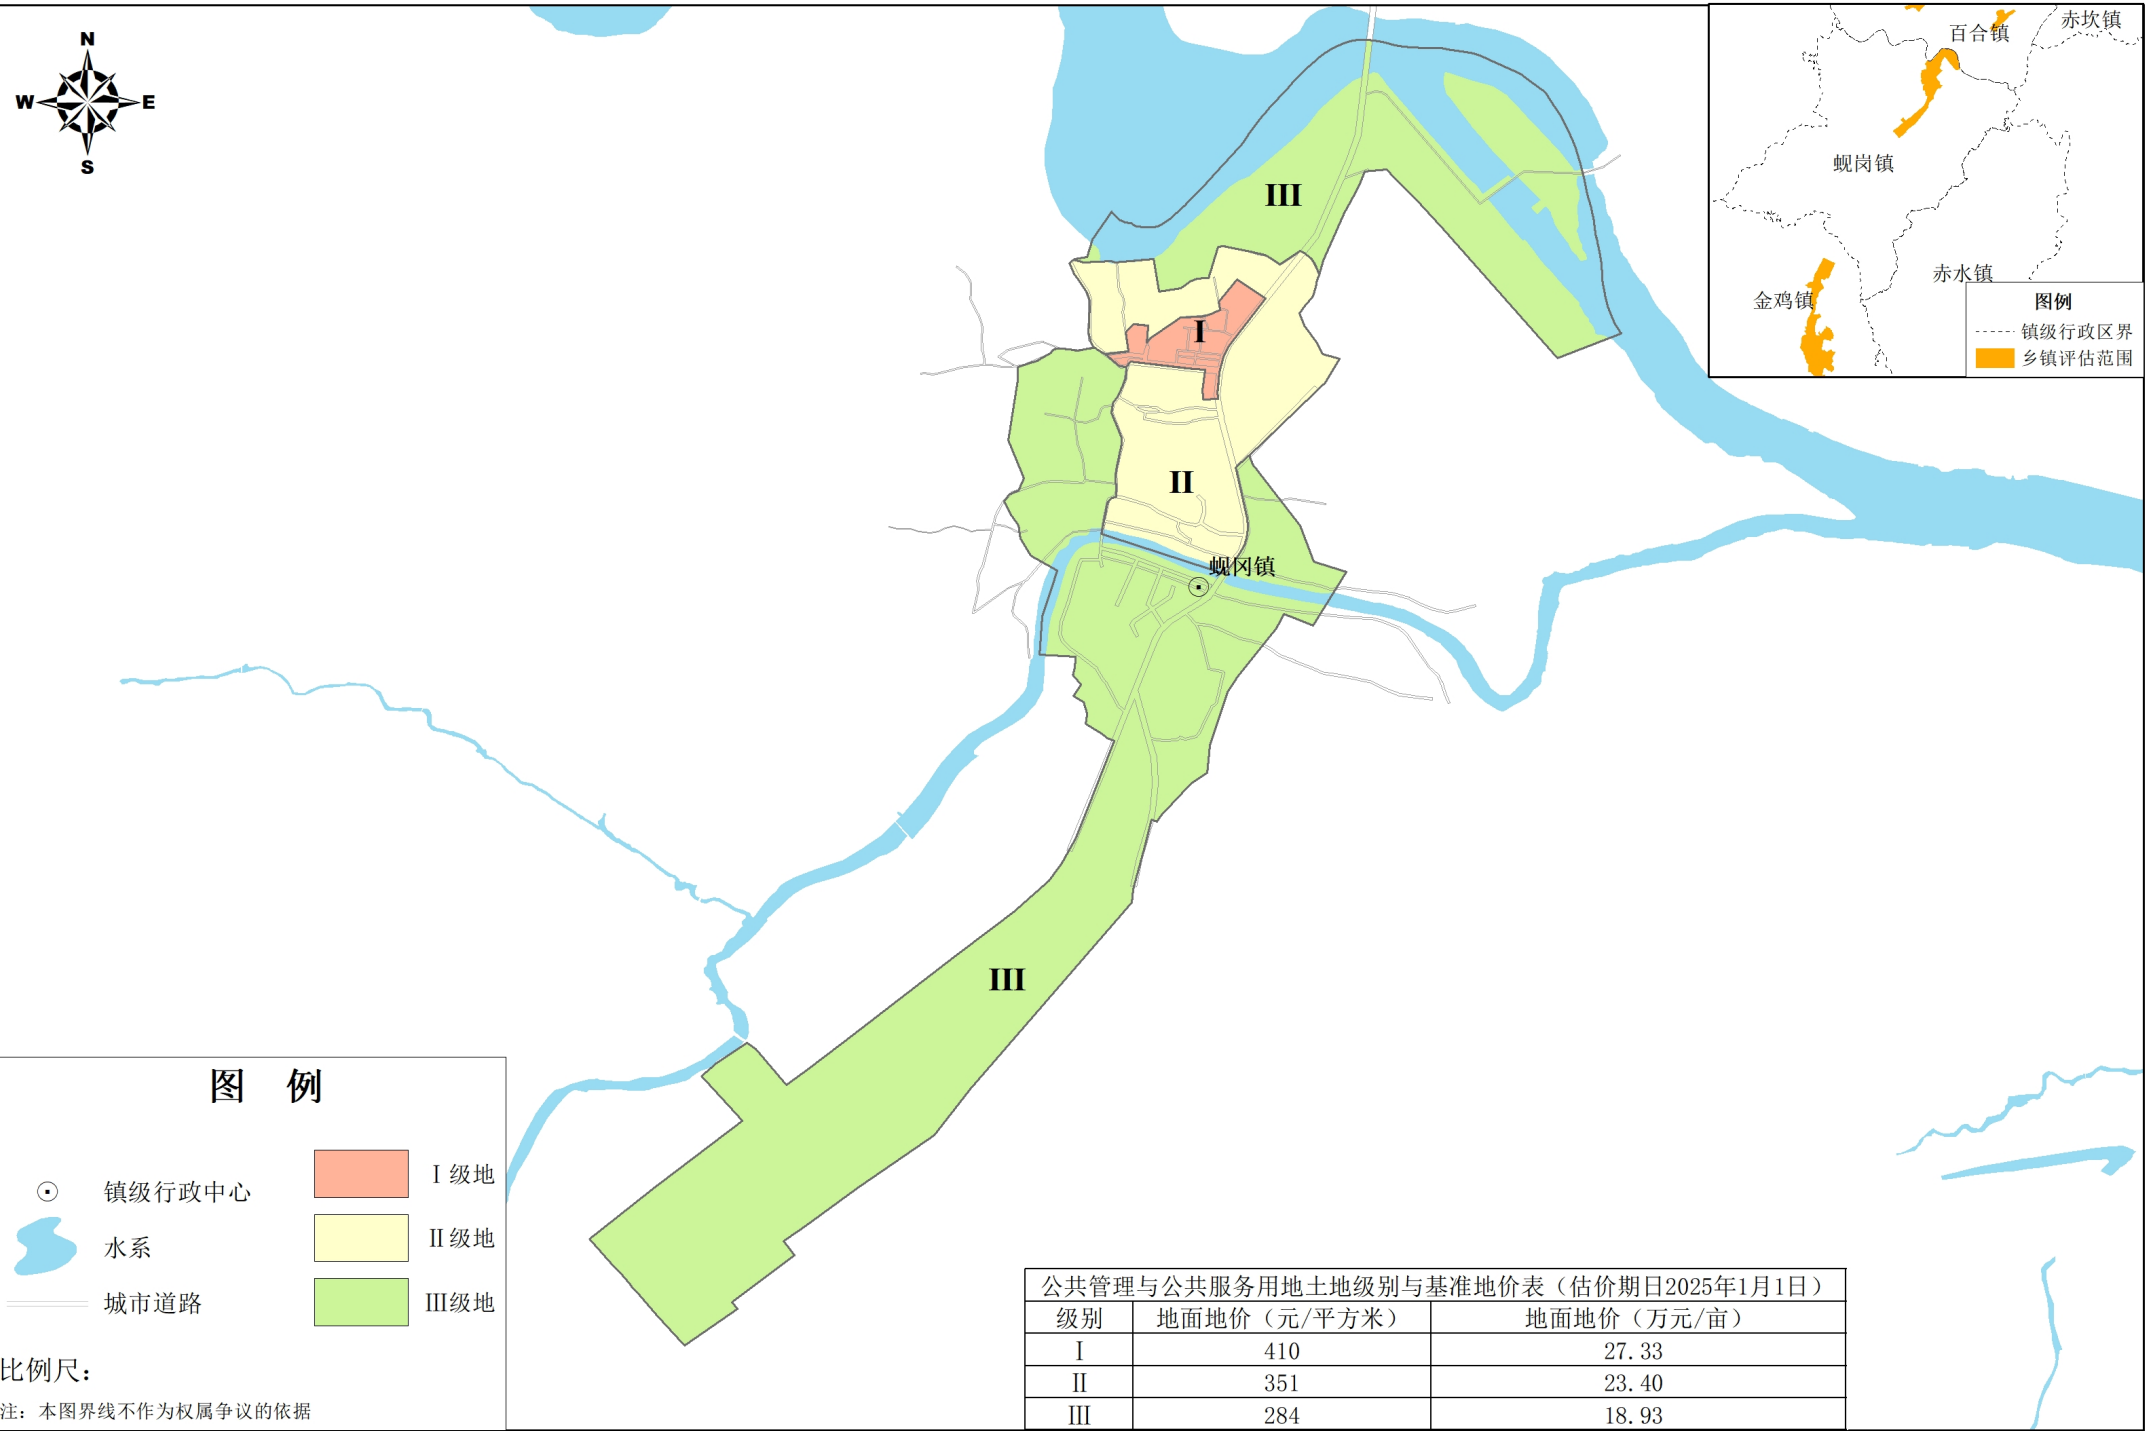 N
W E
S
百合镇
赤坎镇
蚬岗镇
赤水镇
金鸡镇
图例
镇级行政区界
乡镇评估范围
III
I
II
蚬冈镇
III
图 例
镇级行政中心
水系
城市道路
Ⅰ级地
Ⅱ级地
Ⅲ级地
比例尺：
注：本图界线不作为权属争议的依据
公共管理与公共服务用地土地级别与基准地价表（估价期日2025年1月1日）
级别 地面地价（元/平方米） 地面地价（万元/亩）
Ⅰ 410 27.33
Ⅱ 351 23.40
Ⅲ 284 18.93